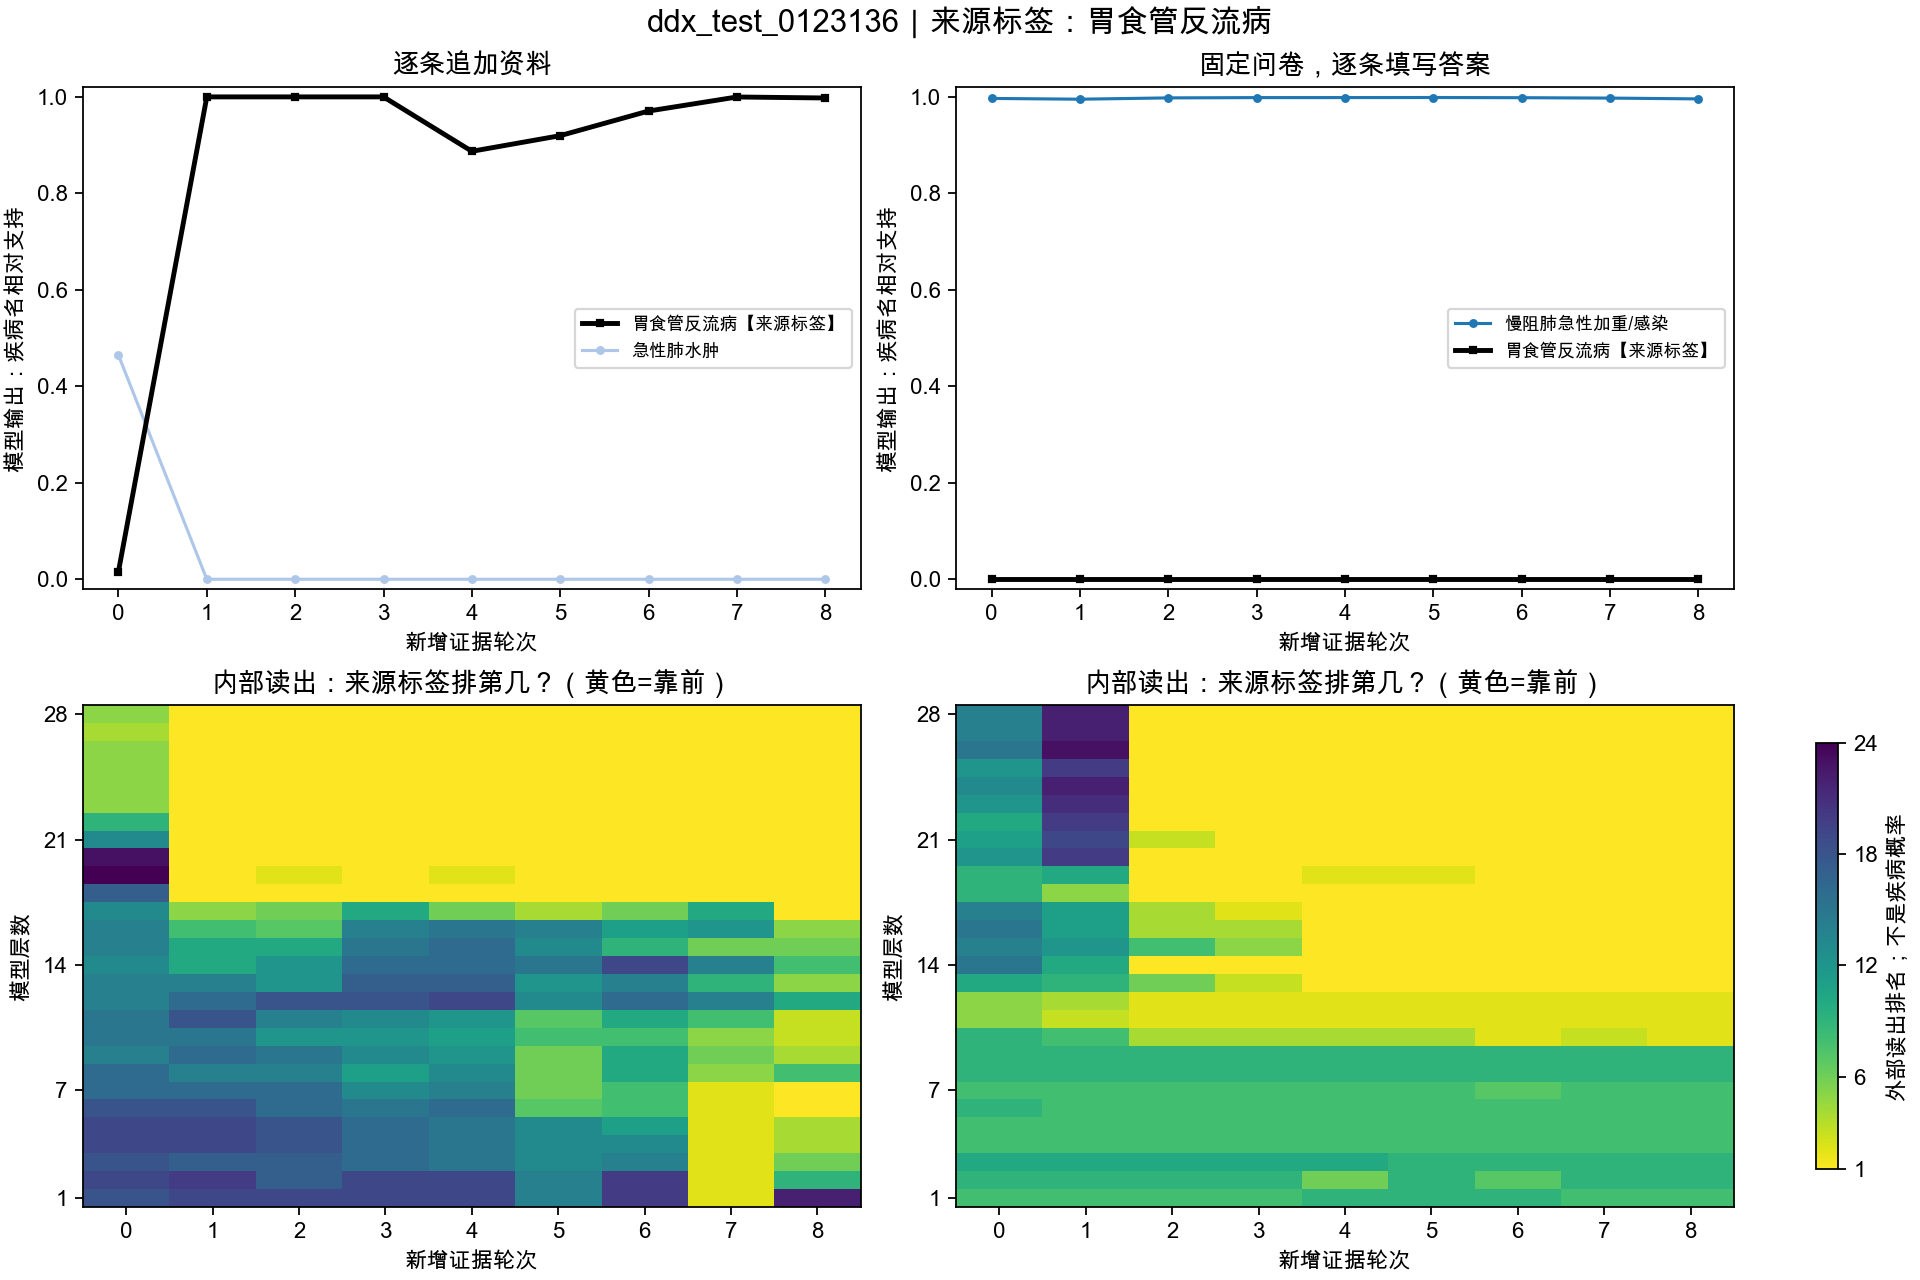 ddx_test_0123136 | 来源标签：胃食管反流病
逐条追加资料
模型输出：疾病名相对支持
1.0
0.8
0.6
0.4
0.2
0.0
胃食管反流病【来源标签】
急性肺水肿
0 1 2 3 4 5 6 7 8
新增证据轮次
固定问卷，逐条填写答案
模型输出：疾病名相对支持
1.0
0.8
0.6
0.4
0.2
0.0
慢阻肺急性加重/感染
胃食管反流病【来源标签】
0 1 2 3 4 5 6 7 8
新增证据轮次
内部读出：来源标签排第几？（黄色=靠前）
模型层数
28
21
14
7
1
0 1 2 3 4 5 6 7 8
新增证据轮次
内部读出：来源标签排第几？（黄色=靠前）
模型层数
28
21
14
7
1
0 1 2 3 4 5 6 7 8
新增证据轮次
24
18
12
6
1
外部读出排名；不是疾病概率